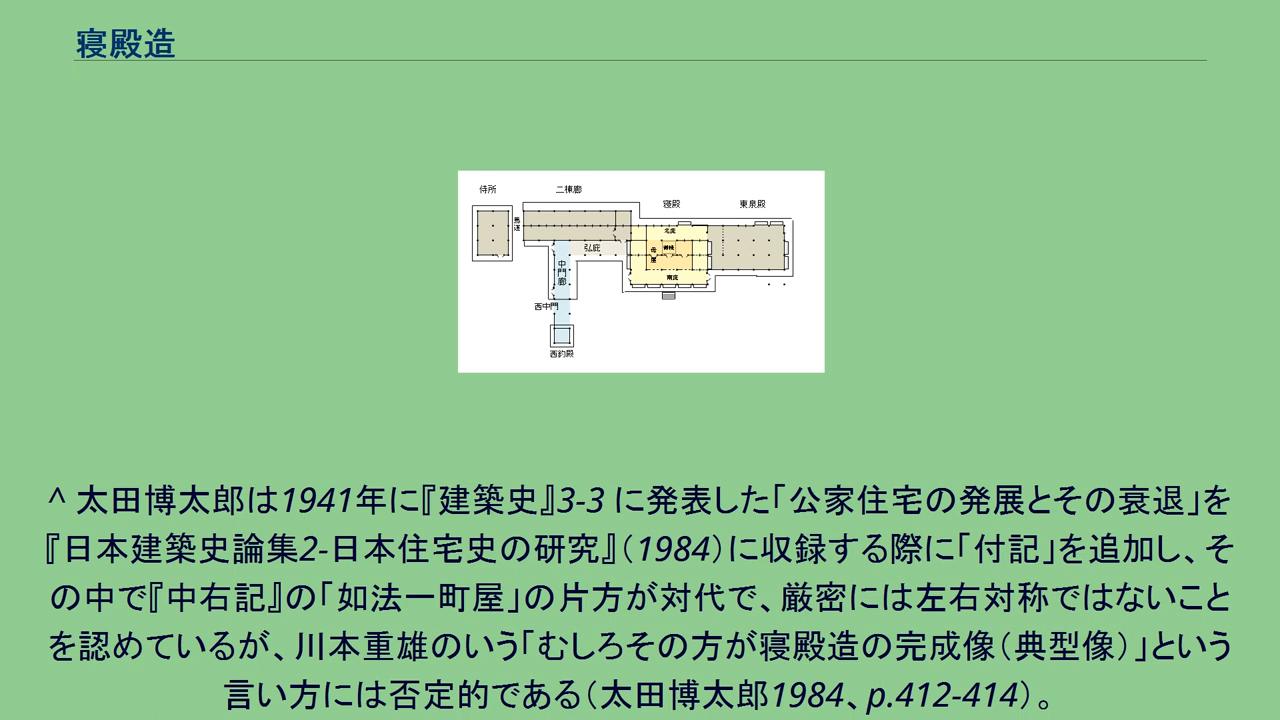 寝殿造
侍所
二棟廊
寝殿
東泉殿
馬道
北庇
弘庇
母屋
中門廊
南庇
西中門
西釣殿
^ 太田博太郎は1941年に『建築史』3-3 に発表した「公家住宅の発展とその衰退」を
『日本建築史論集2-日本住宅史の研究』（1984）に収録する際に「付記」を追加し、そ
の中で『中右記』の「如法一町屋」の片方が対代で、厳密には左右対称ではないこと
を認めているが、川本重雄のいう「むしろその方が寝殿造の完成像（典型像）」という
言い方には否定的である（太田博太郎1984、p.412-414）。